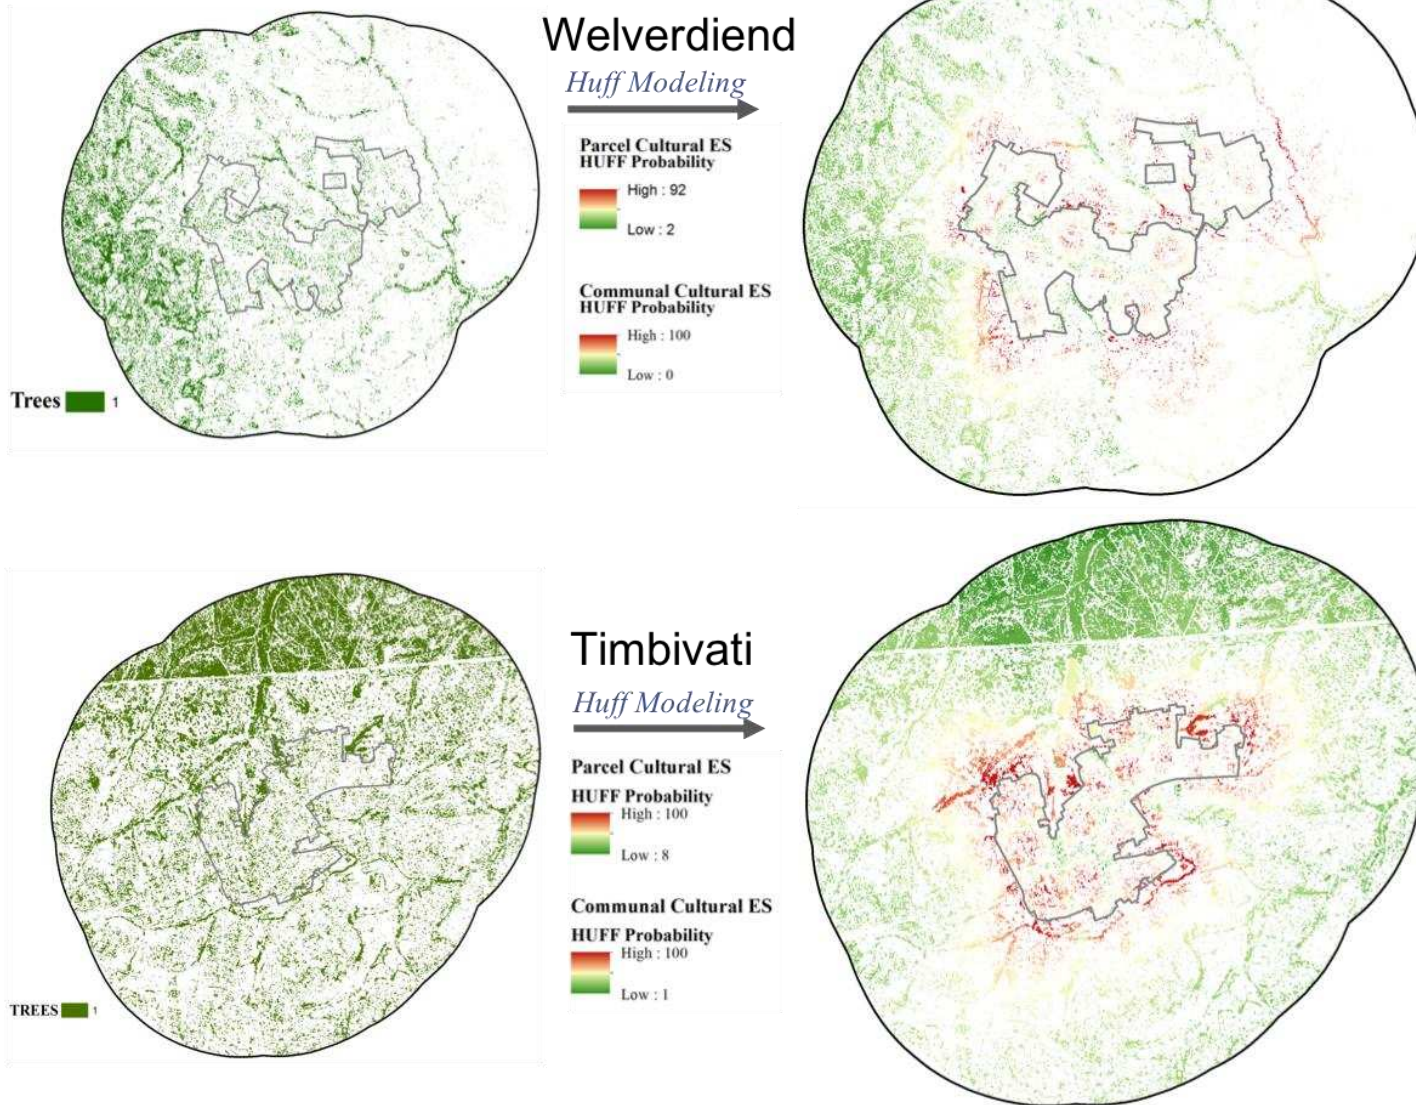 Welverdiend
Huff Modeling
Parcel Cultural ES
HUFF Probability
High : 92
Low : 2
Communal Cultural ES
HUFF Probability
High : 100
Low : 0
Trees 1
Timbivati
Huff Modeling
Parcel Cultural ES
HUFF Probability
High : 100
Low : 8
Communal Cultural ES
HUFF Probability
High : 100
Low : 1
TREES 1